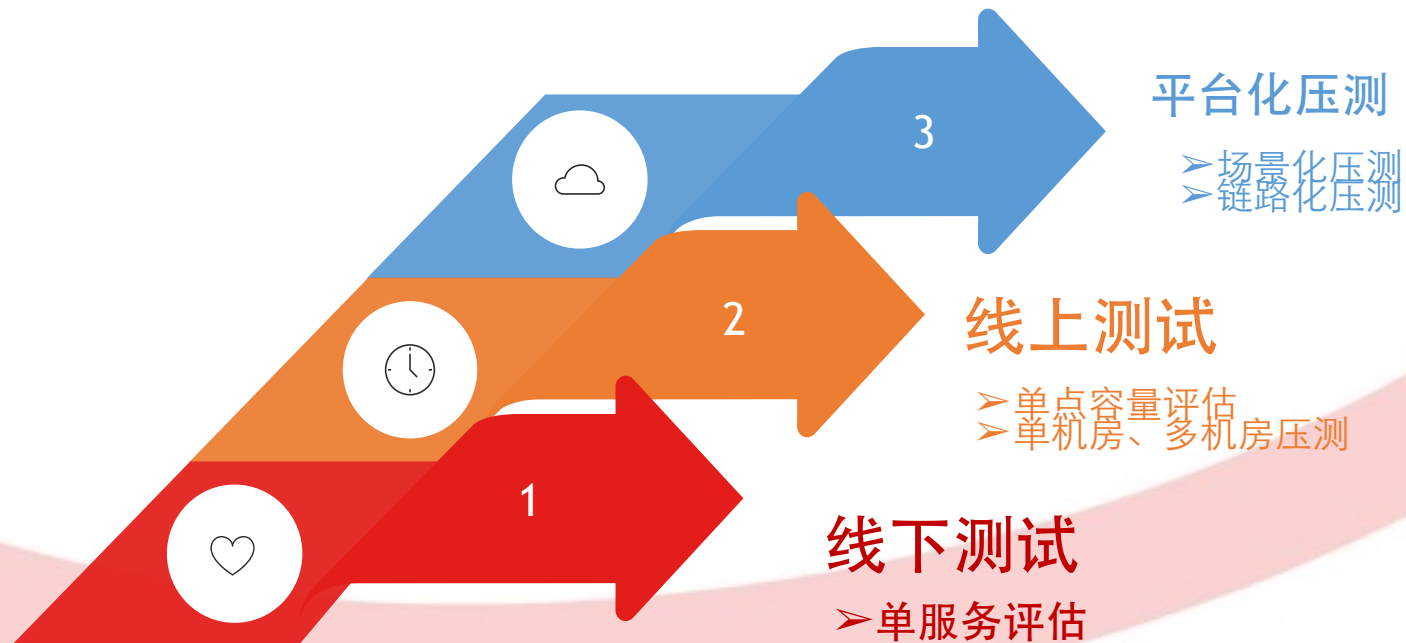 3
平台化压测
➢场景化压测
➢链路化压测
2
线上测试
➢单点容量评估
➢单机房、多机房压测
1
线下测试
➢单服务评估